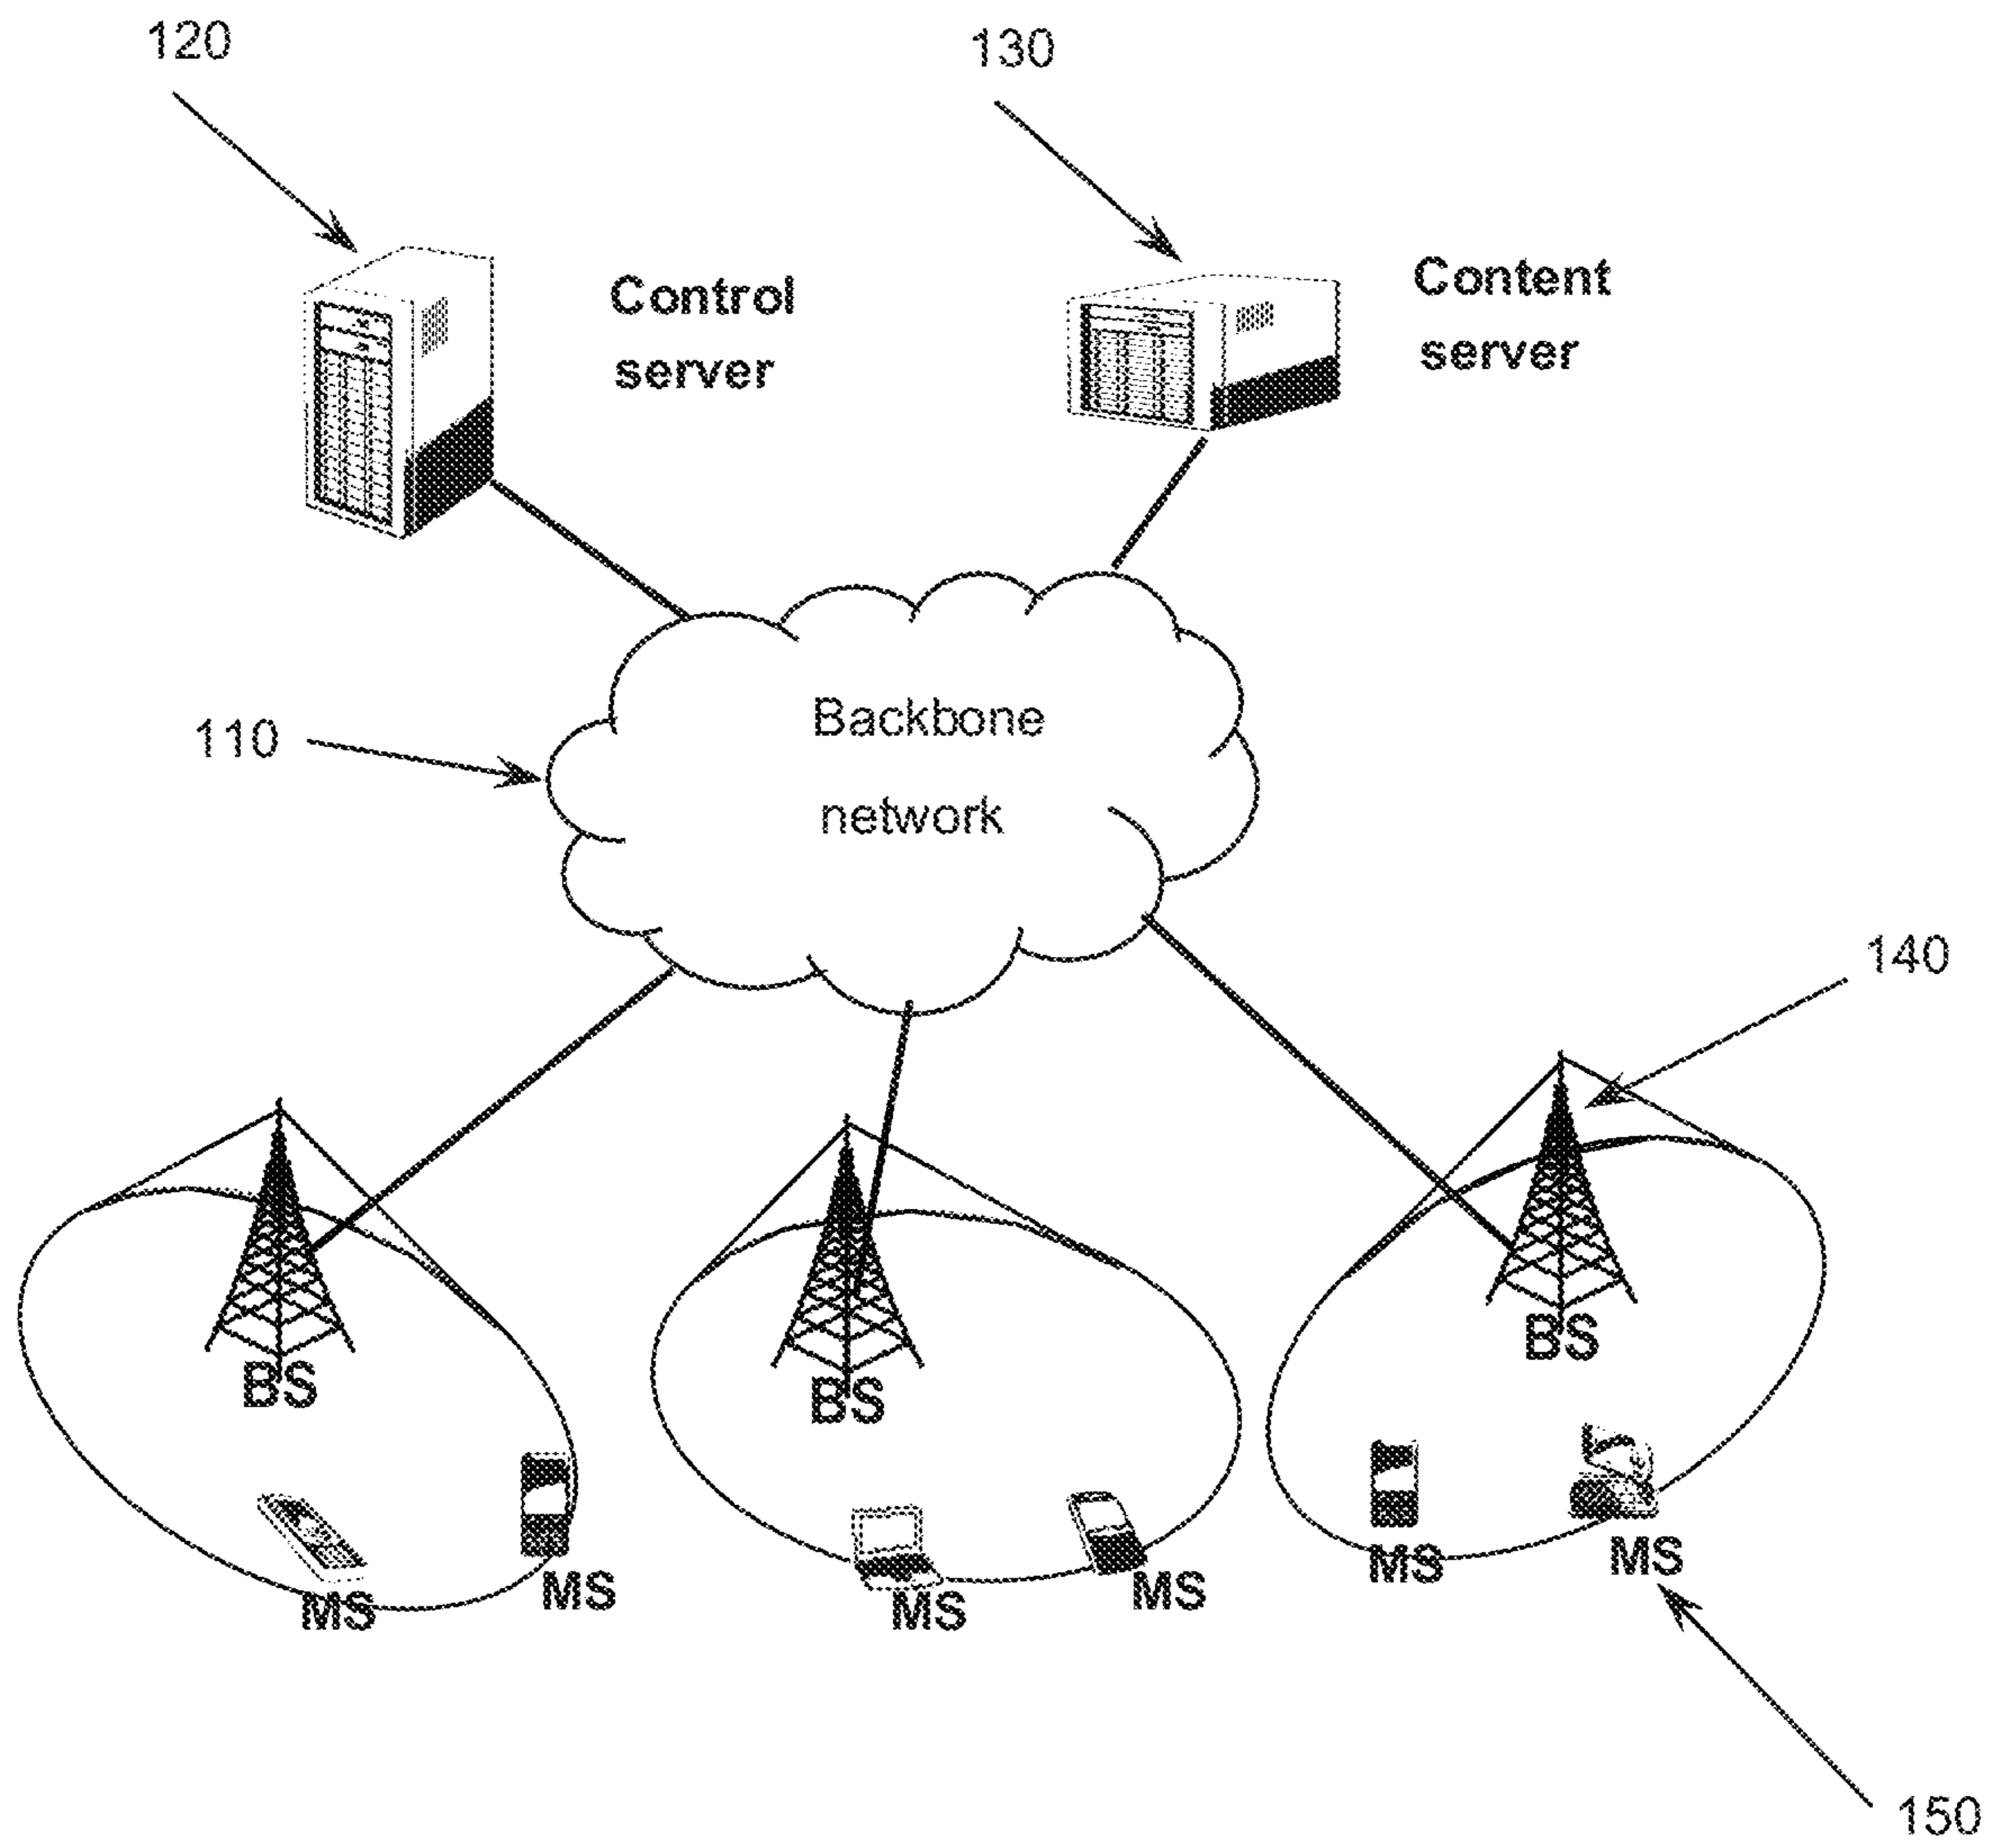 120
130
Control
server
Content
server
Backbone
network
110
140
BS
BS
BS
MS
MS
MS
MS
MS
MS
150